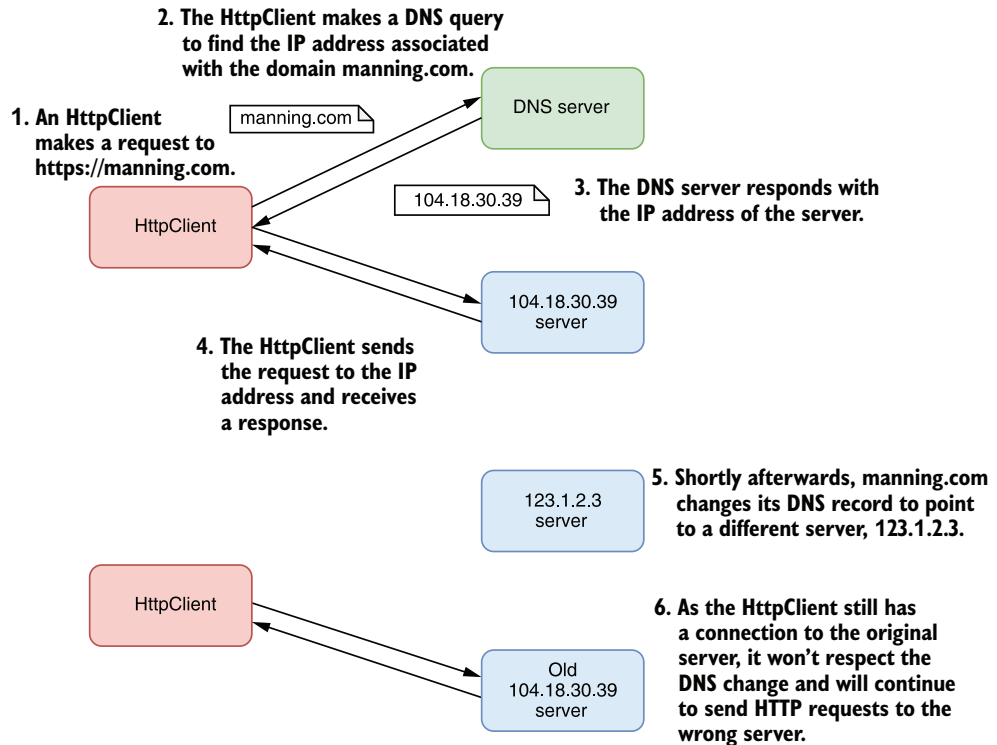 2. The HttpClient makes a DNS query
to find the IP address associated
with the domain manning.com.
1. An HttpClient
makes a request to
https://manning.com.
manning.com
DNS server
HttpClient
104.18.30.39
3. The DNS server responds with
the IP address of the server.
104.18.30.39
server
4. The HttpClient sends
the request to the IP
address and receives
a response.
123.1.2.3
server
5. Shortly afterwards, manning.com
changes its DNS record to point
to a different server, 123.1.2.3.
HttpClient
Old
104.18.30.39
server
6. As the HttpClient still has
a connection to the original
server, it won’t respect the
DNS change and will continue
to send HTTP requests to the
wrong server.